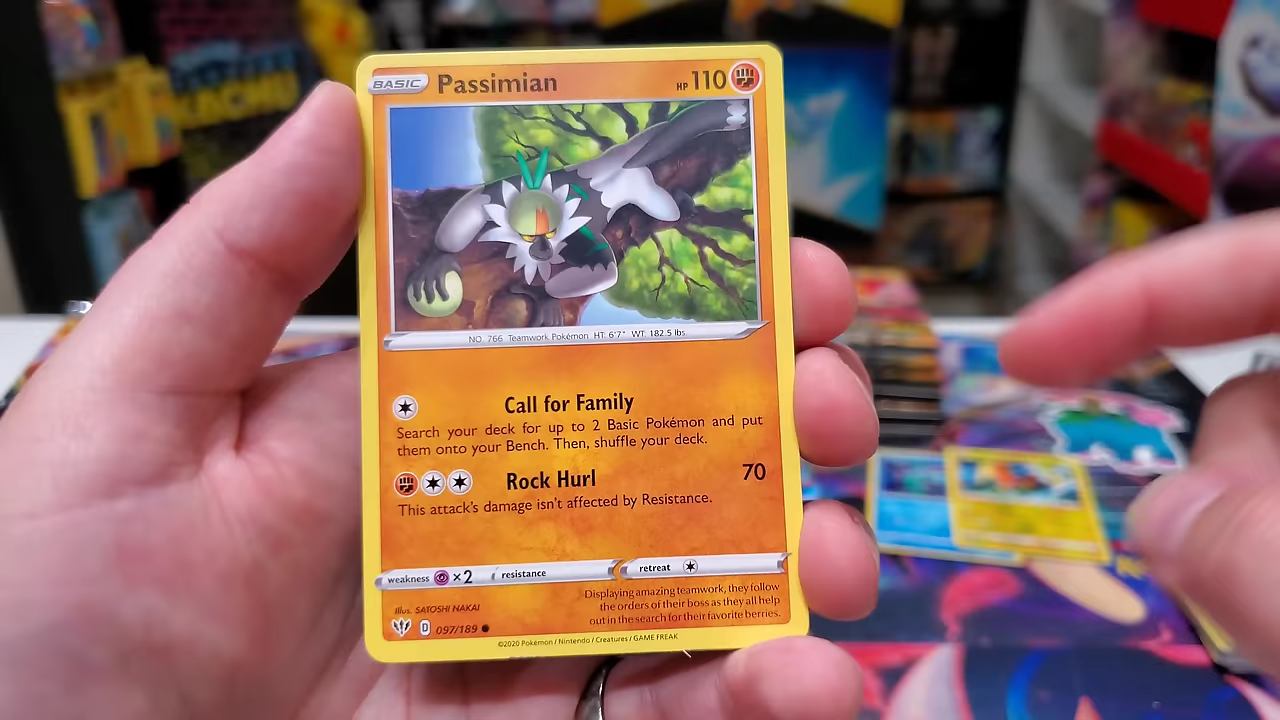 BASIC Passimian HP 110
NO. 766 Teamwork Pokémon HT: 6'7" WT: 182.5 lbs.
Call for Family
Search your deck for up to 2 Basic Pokémon and put
them onto your Bench. Then, shuffle your deck.
Rock Hurl 70
This attack's damage isn't affected by Resistance.
weakness ×2 resistance retreat
Displaying amazing teamwork, they follow
the orders of their boss as they all help
out in the search for their favorite berries.
Illus. SATOSHI NAKAI
D 097/189
©2020 Pokémon / Nintendo / Creatures / GAME FREAK